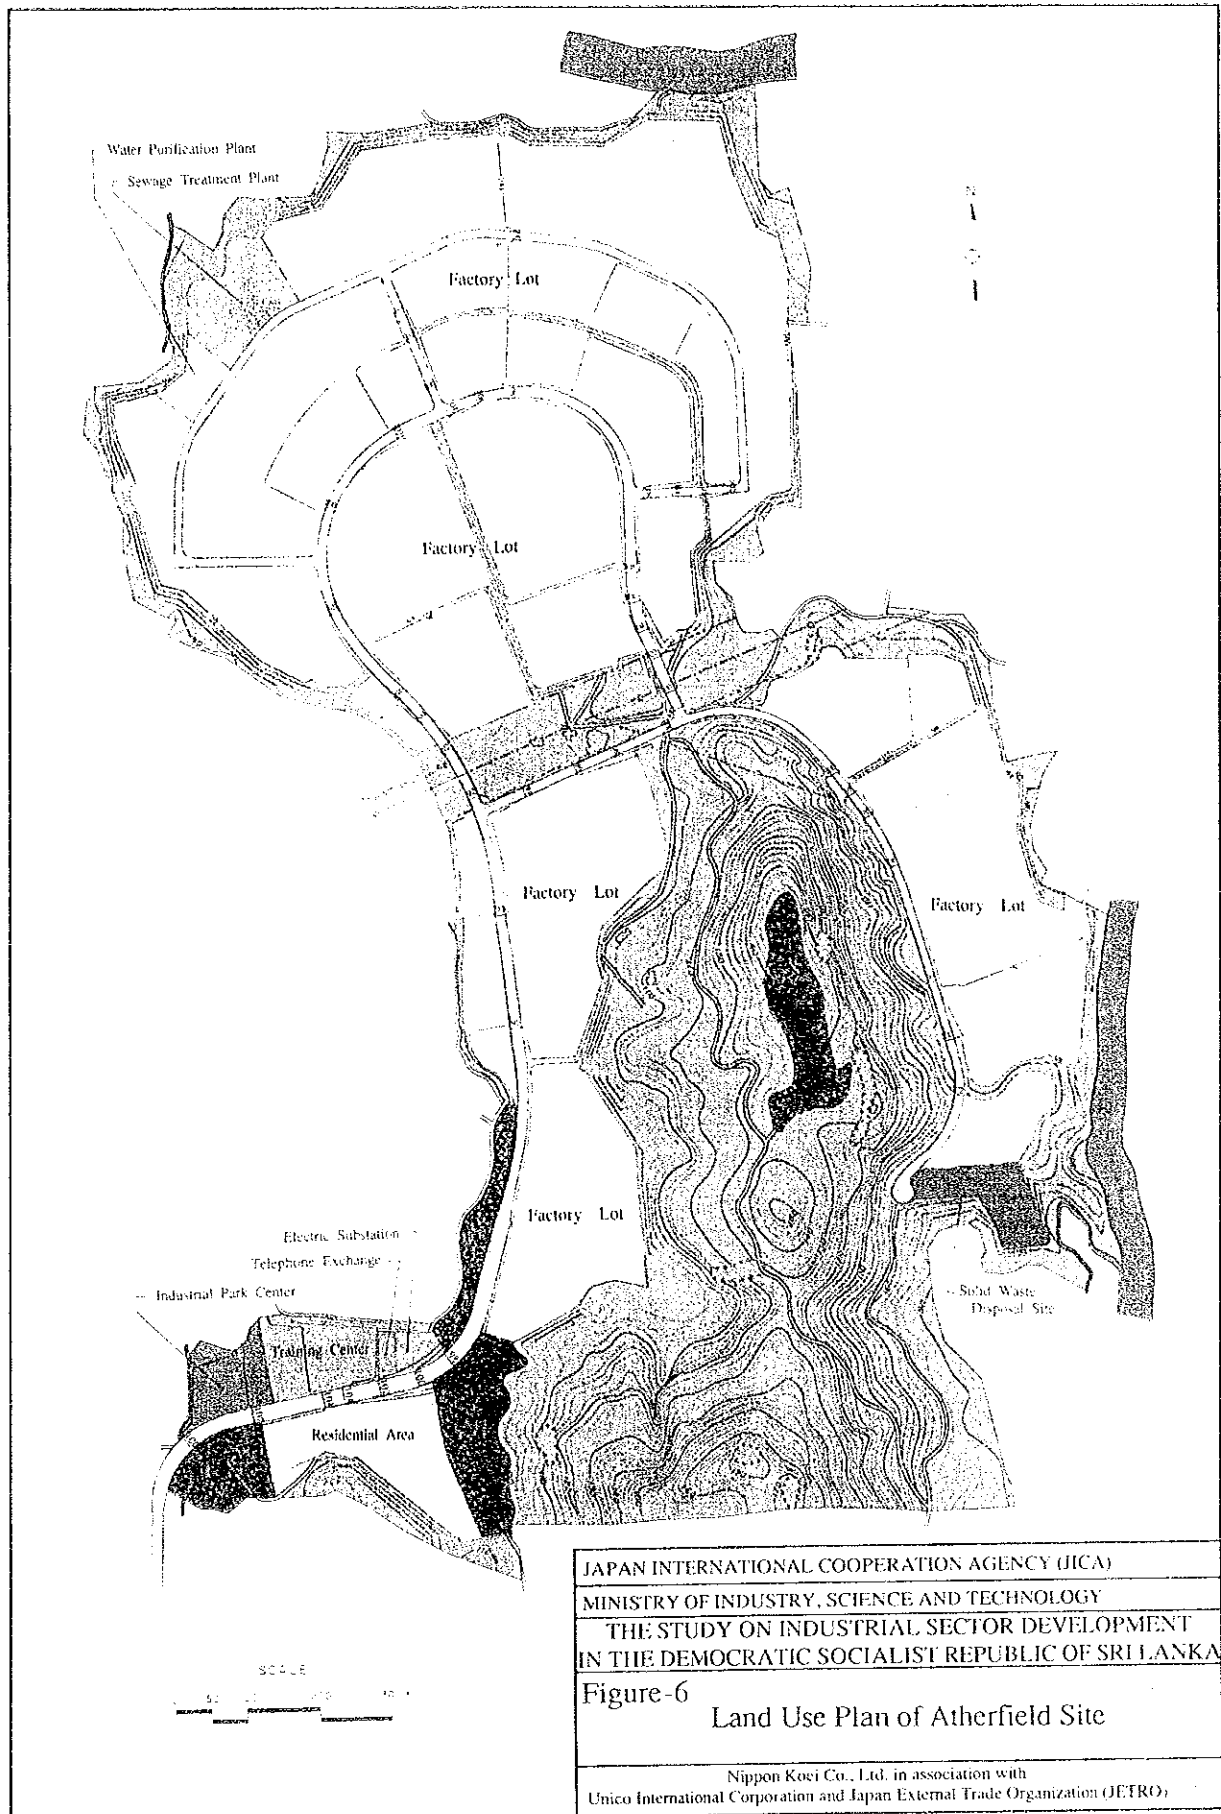 Water Purification Plant
Sewage Treatment Plant
N
Factory Lot
Factory Lot
Factory Lot
Factory Lot
Factory Lot
Electric Substation
Telephone Exchange
Industrial Park Center
Training Center
Residential Area
Solid Waste
Disposal Site
SCALE
JAPAN INTERNATIONAL COOPERATION AGENCY (JICA)
MINISTRY OF INDUSTRY, SCIENCE AND TECHNOLOGY
THE STUDY ON INDUSTRIAL SECTOR DEVELOPMENT
IN THE DEMOCRATIC SOCIALIST REPUBLIC OF SRI LANKA
Figure-6
Land Use Plan of Atherfield Site
Nippon Koei Co., Ltd. in association with
Unico International Corporation and Japan External Trade Organization (JETRO)